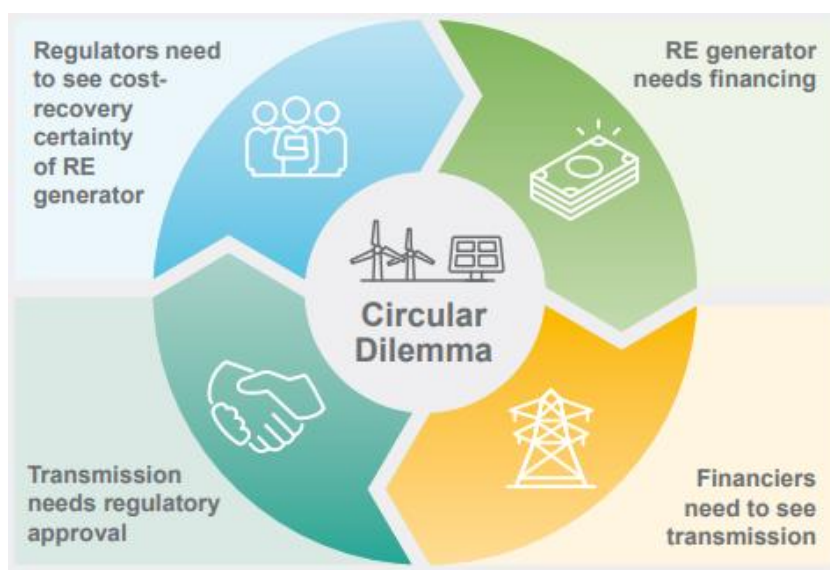 Regulators need
to see cost-
recovery
certainty
of RE
generator
RE generator
needs financing
Circular
Dilemma
Transmission
needs regulatory
approval
Financiers
need to see
transmission